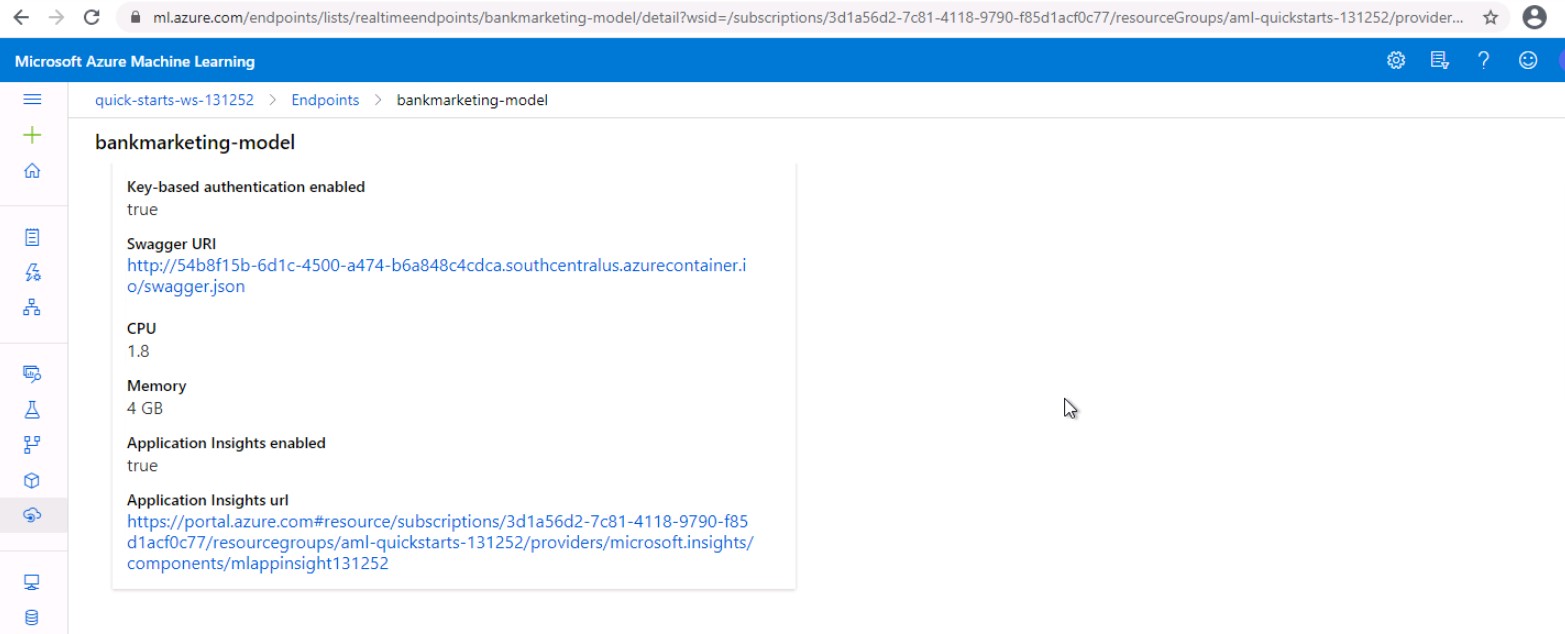 ml.azure.com/endpoints/lists/realtimeendpoints/bankmarketing-model/detail?wsid=/subscriptions/3d1a56d2-7c81-4118-9790-f85d1acf0c77/resourceGroups/aml-quickstarts-131252/provider...
Microsoft Azure Machine Learning
quick-starts-ws-131252 > Endpoints > bankmarketing-model
bankmarketing-model
Key-based authentication enabled
true
Swagger URI
http://54b8f15b-6d1c-4500-a474-b6a848c4cdca.southcentralus.azurecontainer.i
o/swagger.json
CPU
1.8
Memory
4 GB
Application Insights enabled
true
Application Insights url
https://portal.azure.com#resource/subscriptions/3d1a56d2-7c81-4118-9790-f85
d1acf0c77/resourcegroups/aml-quickstarts-131252/providers/microsoft.insights/
components/mlappinsight131252